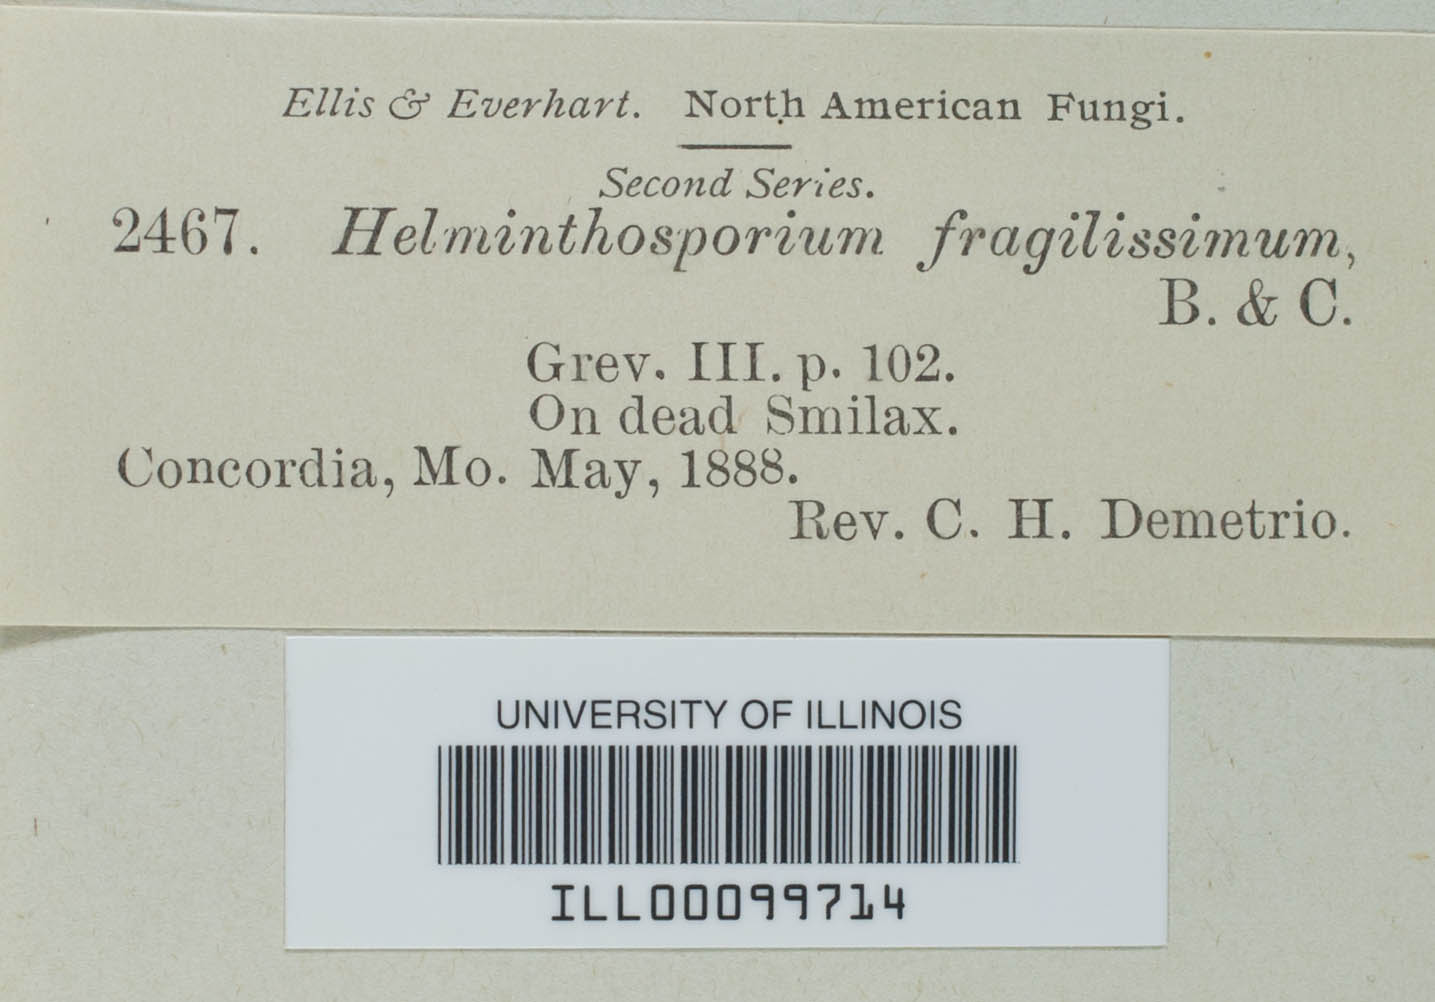 Ellis & Everhart. North American Fungi.
Second Series.
2467. Helminthosporium fragilissimum,
B. & C.
Grev. III. p. 102.
On dead Smilax.
Concordia, Mo. May, 1888.
Rev. C. H. Demetrio.
UNIVERSITY OF ILLINOIS
ILL00099714